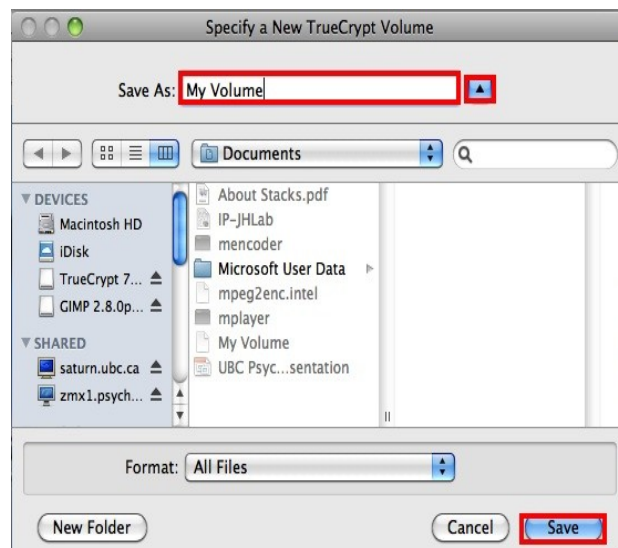 Specify a New TrueCrypt Volume
Save As: My Volume
Documents
DEVICES
Macintosh HD
iDisk
TrueCrypt 7...
GIMP 2.8.0p...
SHARED
saturn.ubc.ca
zmx1.psych...
About Stacks.pdf
IP-JHLab
mencoder
Microsoft User Data
mpeg2enc.intel
mplayer
My Volume
UBC Psyc...sentation
Format: All Files
New Folder
Cancel
Save